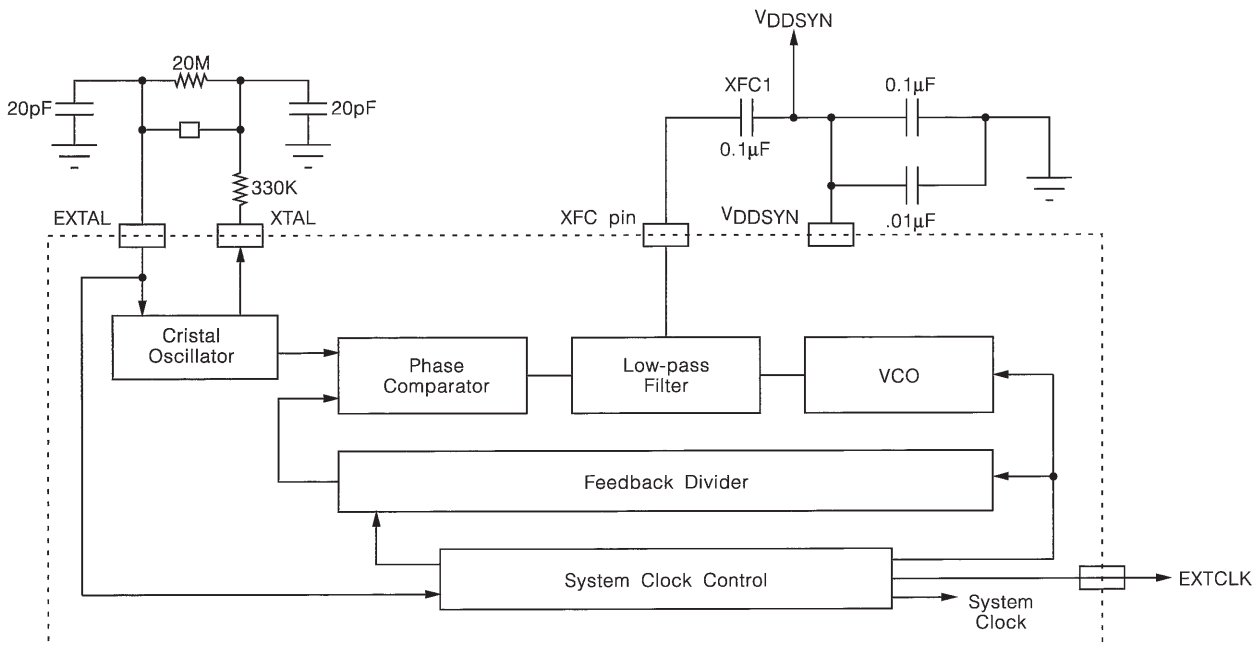 VDDSYN
20M
XFC1
0.1µF
20pF
20pF
0.1µF
330K
.01µF
EXTAL
XTAL
XFC pin
VDDSYN
Cristal
Oscillator
Phase
Comparator
Low-pass
Filter
VCO
Feedback Divider
System Clock Control
EXTCLK
System
Clock